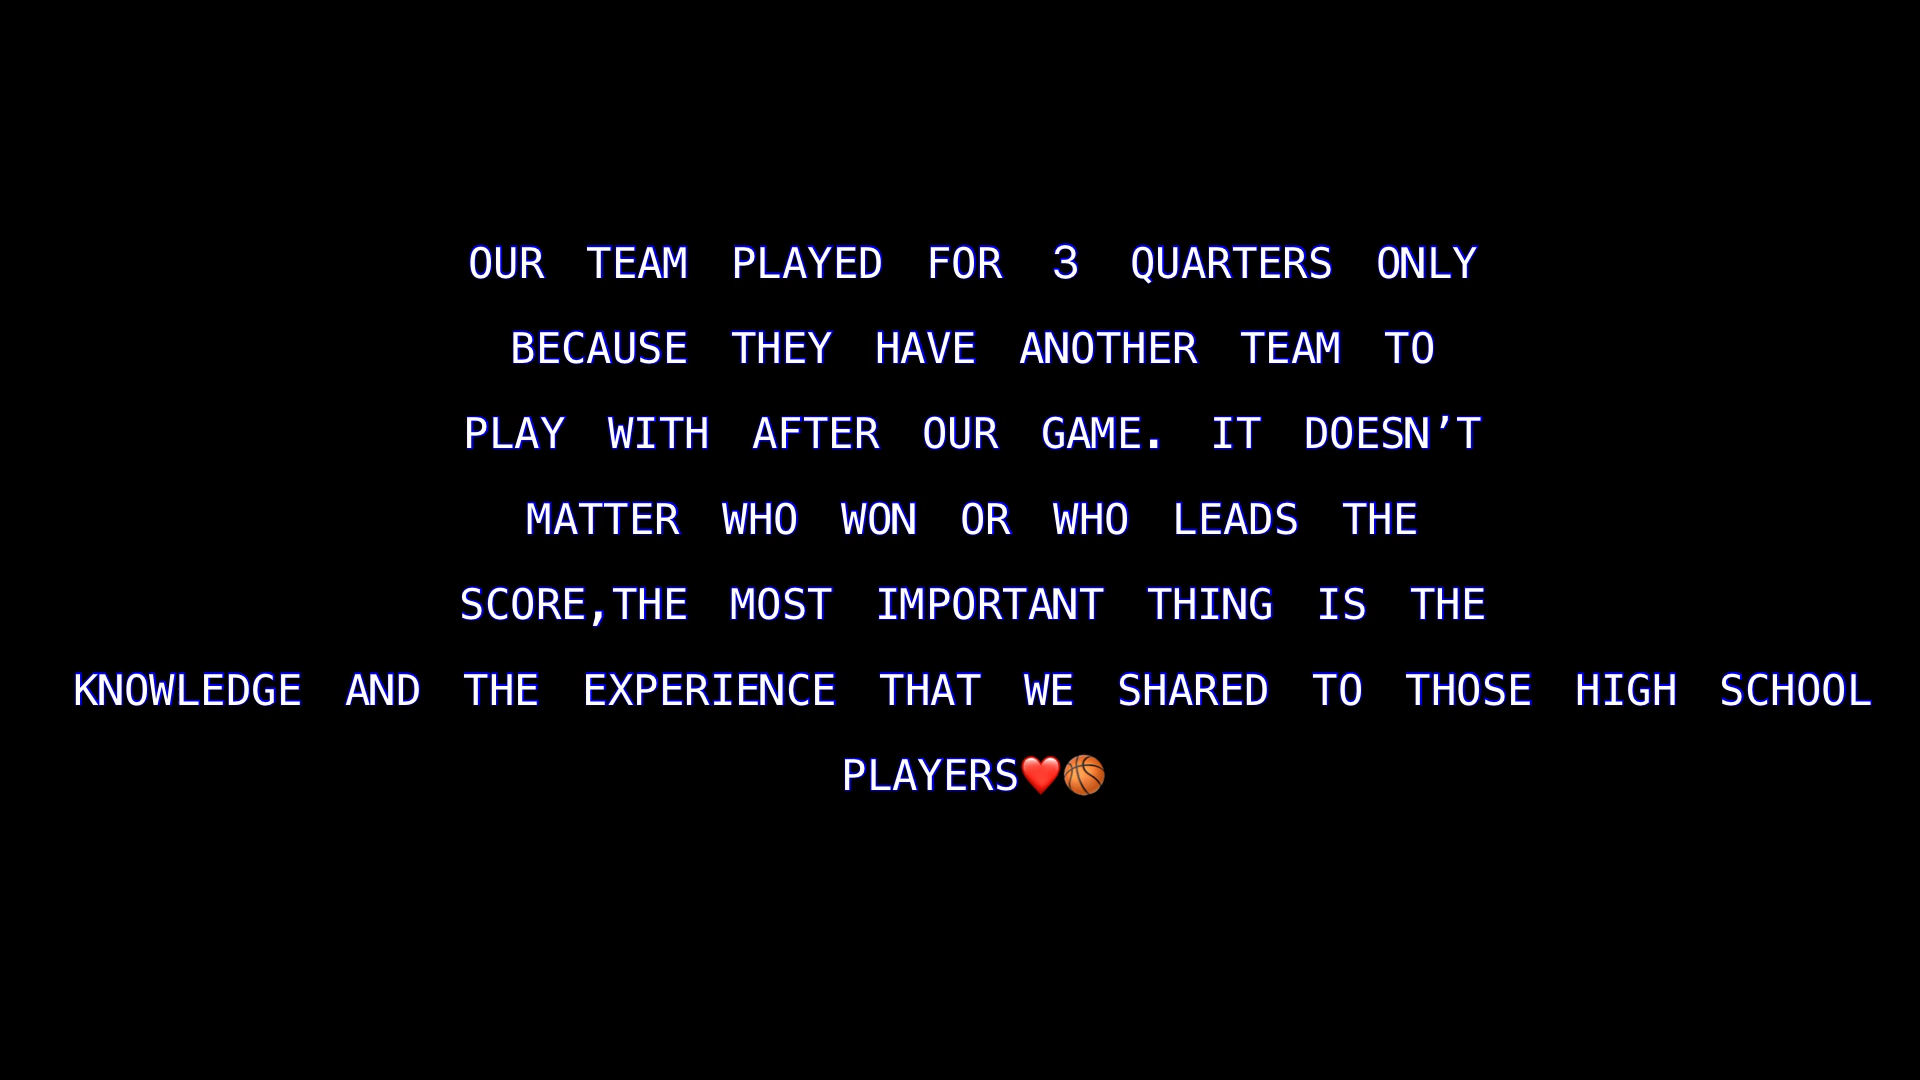 OUR TEAM PLAYED FOR 3 QUARTERS ONLY
BECAUSE THEY HAVE ANOTHER TEAM TO
PLAY WITH AFTER OUR GAME. IT DOESN’T
MATTER WHO WON OR WHO LEADS THE
SCORE,THE MOST IMPORTANT THING IS THE
KNOWLEDGE AND THE EXPERIENCE THAT WE SHARED TO THOSE HIGH SCHOOL
PLAYERS❤️🏀